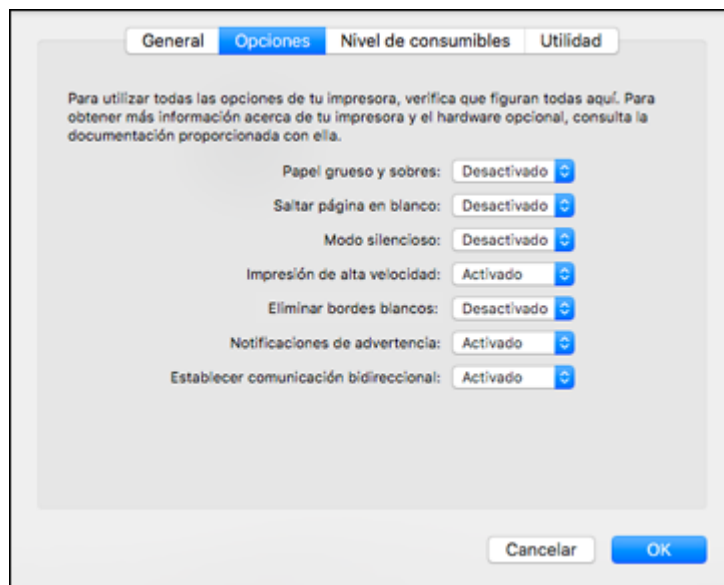 General Opciones Nivel de consumibles Utilidad
Para utilizar todas las opciones de tu impresora, verifica que figuran todas aquí. Para
obtener más información acerca de tu impresora y el hardware opcional, consulta la
documentación proporcionada con ella.
Papel grueso y sobres: Desactivado
Saltar página en blanco: Desactivado
Modo silencioso: Desactivado
Impresión de alta velocidad: Activado
Eliminar bordes blancos: Desactivado
Notificaciones de advertencia: Activado
Establecer comunicación bidireccional: Activado
Cancelar OK